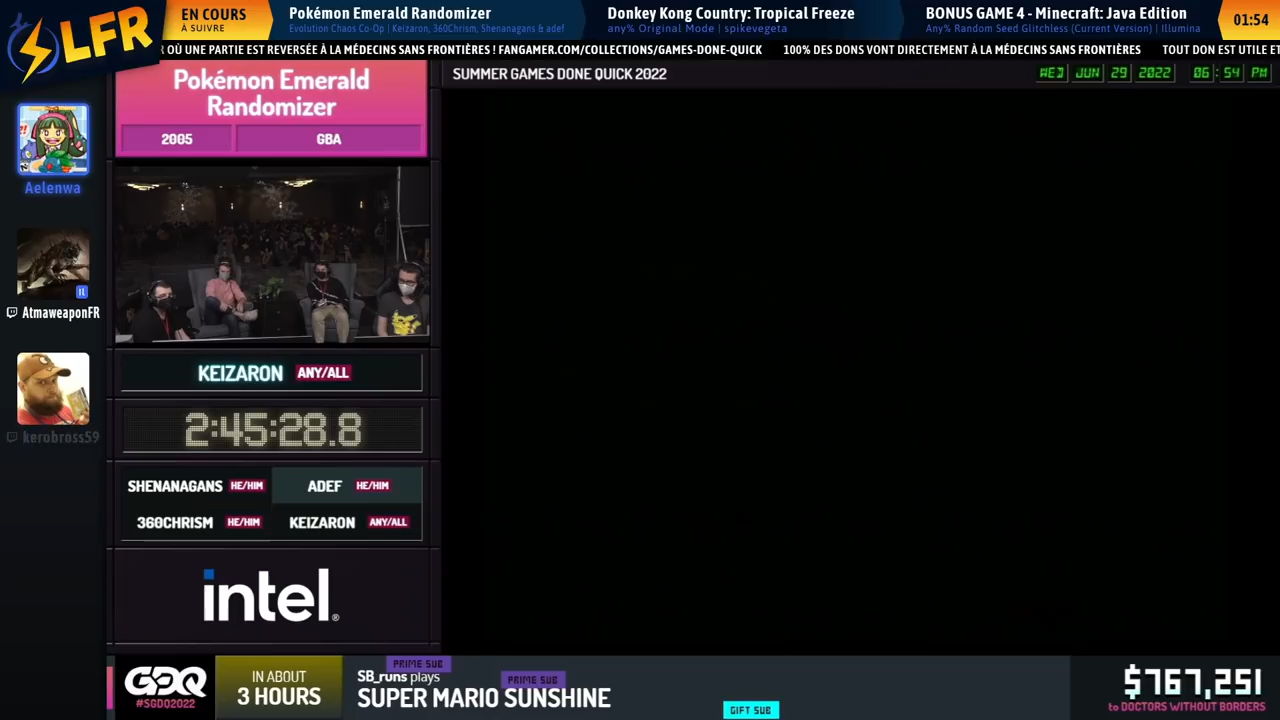 LFR
EN COURS
À SUIVRE
Pokémon Emerald Randomizer
Evolution Chaos Co-Op | Keizaron, 360Chrism, Shenanagans & adef
Donkey Kong Country: Tropical Freeze
any% Original Mode | spikevegeta
BONUS GAME 4 - Minecraft: Java Edition
Any% Random Seed Glitchless (Current Version) | Illumina
01:54
R OÙ UNE PARTIE EST REVERSÉE À LA MÉDECINS SANS FRONTIÈRES ! FANGAMER.COM/COLLECTIONS/GAMES-DONE-QUICK
100% DES DONS VONT DIRECTEMENT À LA MÉDECINS SANS FRONTIÈRES
TOUT DON EST UTILE ET
Pokémon Emerald
Randomizer
2005
GBA
SUMMER GAMES DONE QUICK 2022
WED JUN 29 2022 06:54 PM
Aelenwa
AtmaweaponFR
kerobross59
KEIZARON ANY/ALL
2:45:28.8
SHENANAGANS HE/HIM
ADEF HE/HIM
360CHRISM HE/HIM
KEIZARON ANY/ALL
intel®
GDQ
#SGDQ2022
IN ABOUT
3 HOURS
PRIME SUB
SB_runs plays
PRIME SUB
SUPER MARIO SUNSHINE
GIFT SUB
$767,251
to DOCTORS WITHOUT BORDERS